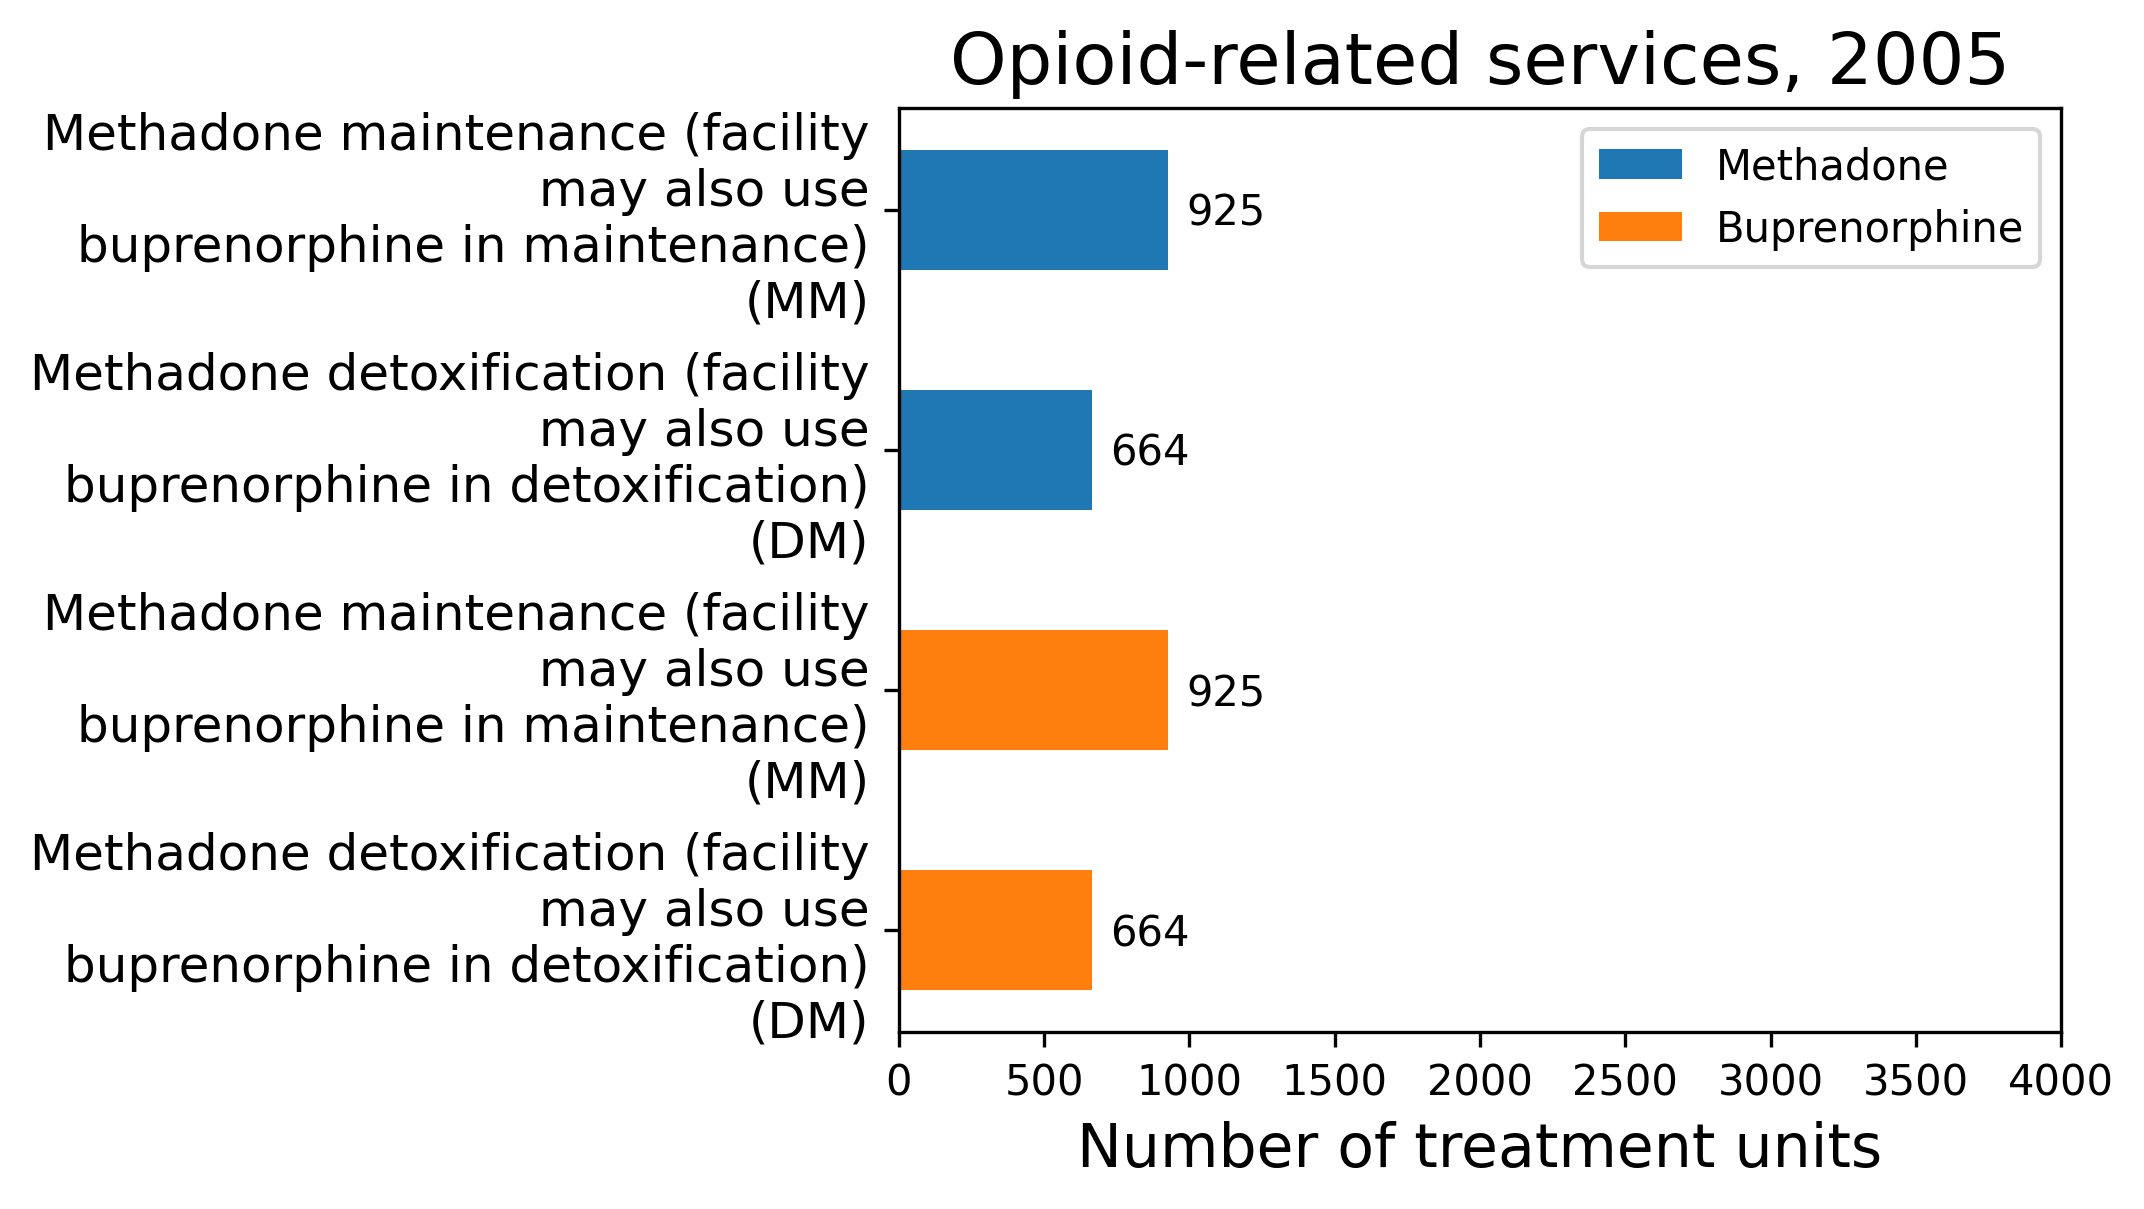 Opioid-related services, 2005
Methadone maintenance (facility
may also use
buprenorphine in maintenance)
(MM)
Methadone detoxification (facility
may also use
buprenorphine in detoxification)
(DM)
Methadone maintenance (facility
may also use
buprenorphine in maintenance)
(MM)
Methadone detoxification (facility
may also use
buprenorphine in detoxification)
(DM)
925
664
925
664
Methadone
Buprenorphine
0 500 1000 1500 2000 2500 3000 3500 4000
Number of treatment units